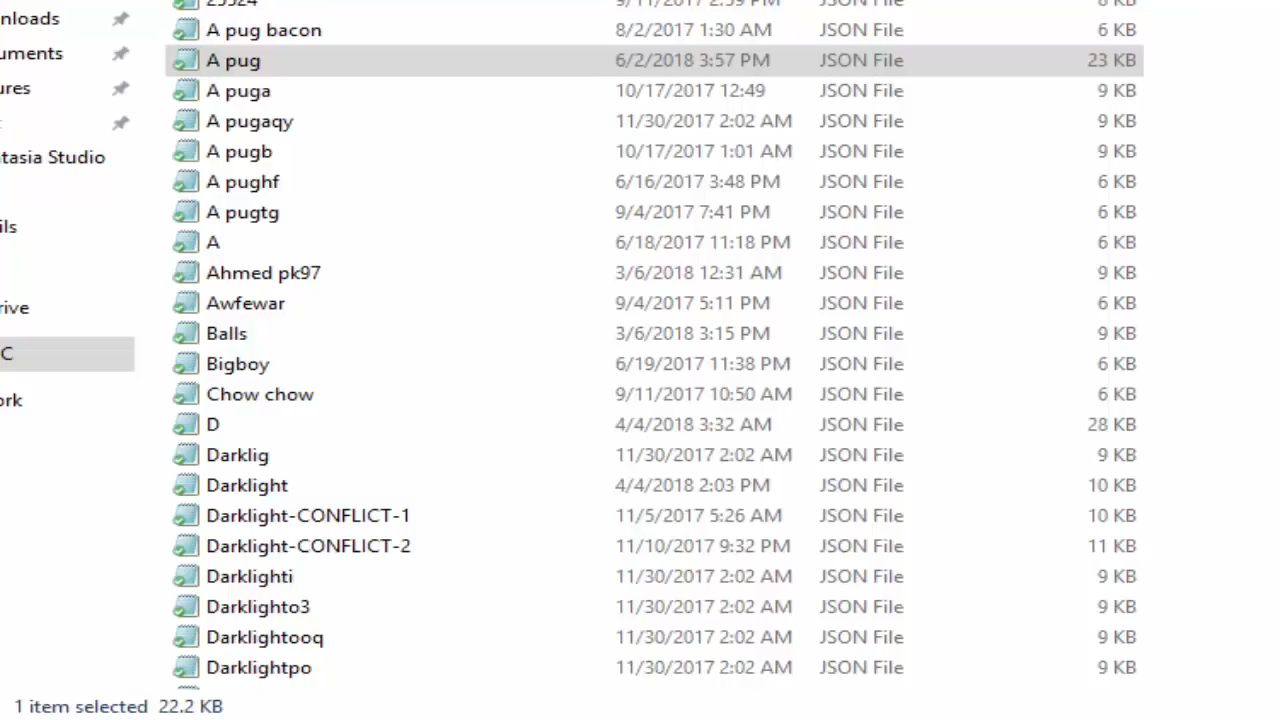 25524 9/11/2017 2:59 PM JSON File 6 KB
nloads
A pug bacon 8/2/2017 1:30 AM JSON File 6 KB
uments
A pug 6/2/2018 3:57 PM JSON File 23 KB
ures
A puga 10/17/2017 12:49 JSON File 9 KB
A pugaqy 11/30/2017 2:02 AM JSON File 9 KB
tasia Studio
A pugb 10/17/2017 1:01 AM JSON File 9 KB
A pughf 6/16/2017 3:48 PM JSON File 6 KB
A pugtg 9/4/2017 7:41 PM JSON File 6 KB
ils
A 6/18/2017 11:18 PM JSON File 6 KB
Ahmed pk97 3/6/2018 12:31 AM JSON File 9 KB
rive
Awfewar 9/4/2017 5:11 PM JSON File 6 KB
Balls 3/6/2018 3:15 PM JSON File 9 KB
C
Bigboy 6/19/2017 11:38 PM JSON File 6 KB
Chow chow 9/11/2017 10:50 AM JSON File 6 KB
ork
D 4/4/2018 3:32 AM JSON File 28 KB
Darklig 11/30/2017 2:02 AM JSON File 9 KB
Darklight 4/4/2018 2:03 PM JSON File 10 KB
Darklight-CONFLICT-1 11/5/2017 5:26 AM JSON File 10 KB
Darklight-CONFLICT-2 11/10/2017 9:32 PM JSON File 11 KB
Darklighti 11/30/2017 2:02 AM JSON File 9 KB
Darklighto3 11/30/2017 2:02 AM JSON File 9 KB
Darklightooq 11/30/2017 2:02 AM JSON File 9 KB
Darklightpo 11/30/2017 2:02 AM JSON File 9 KB
1 item selected 22.2 KB